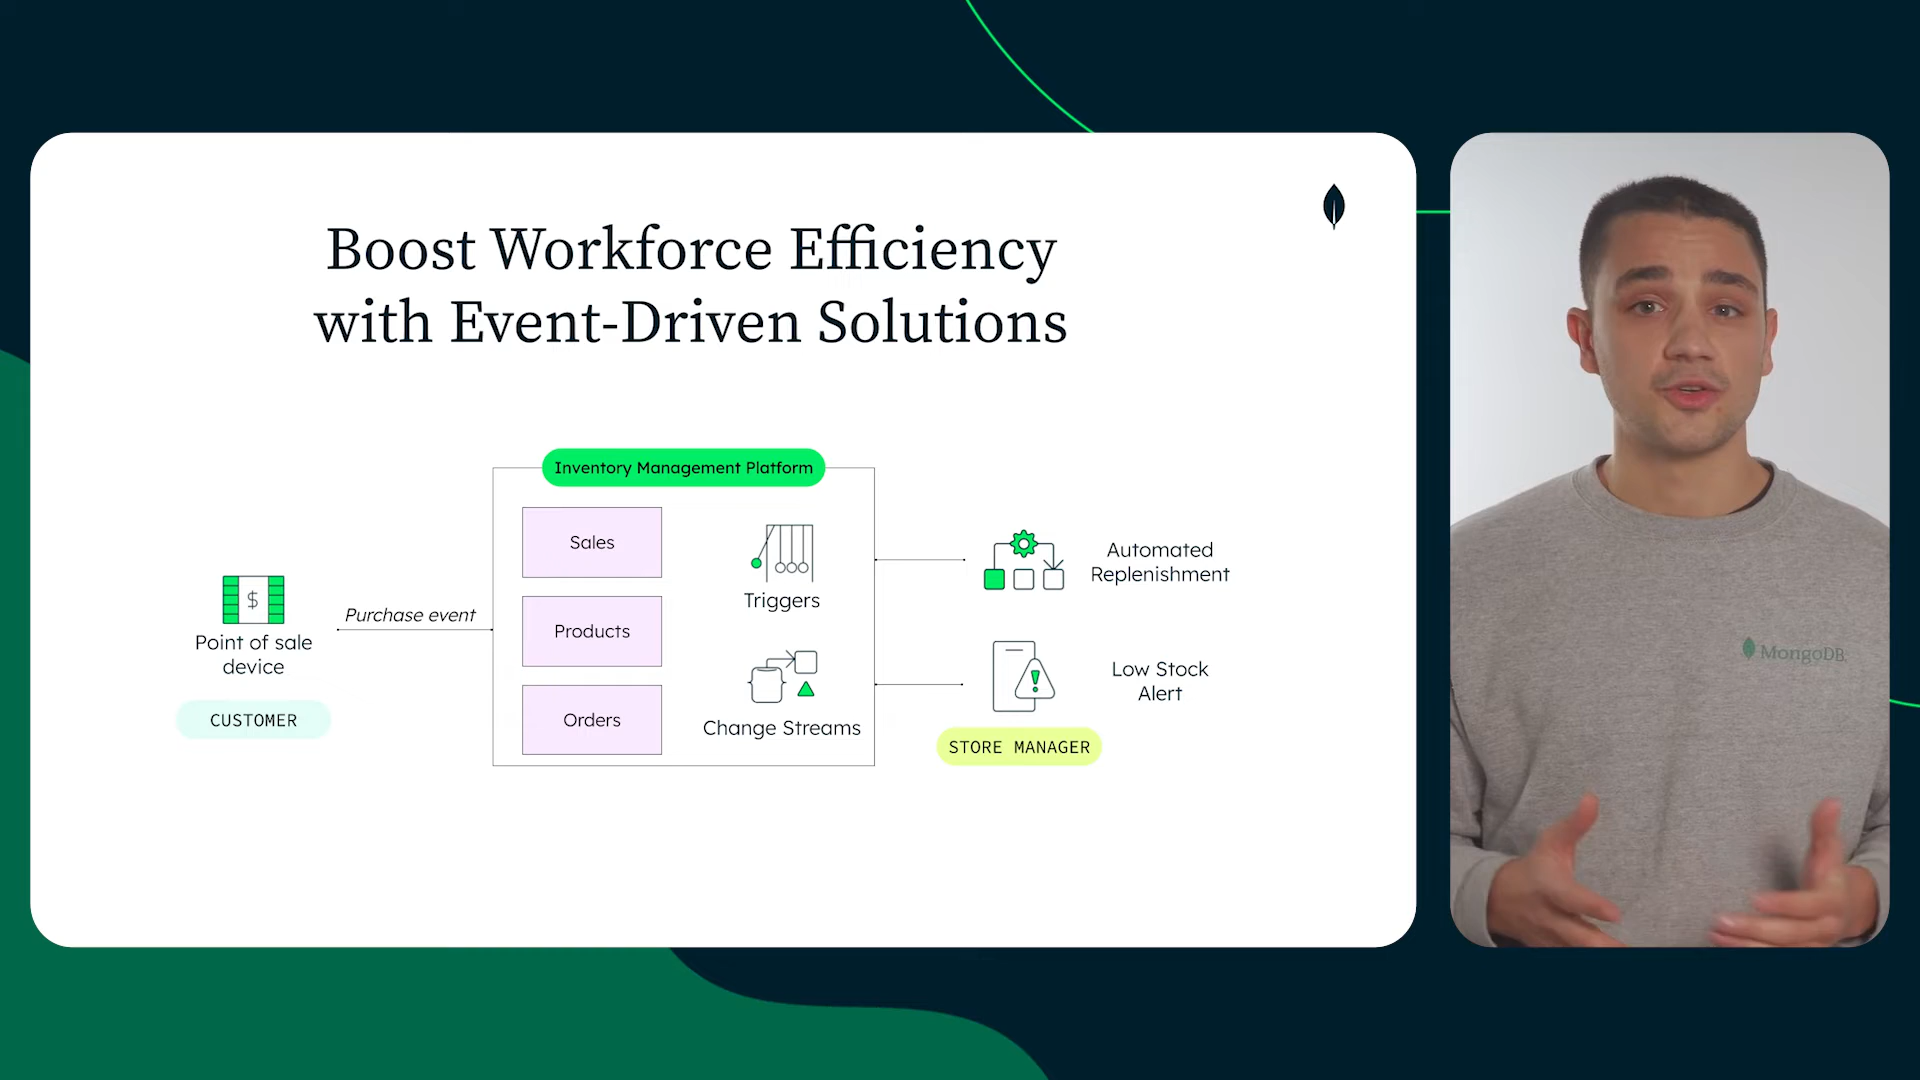 Boost Workforce Efficiency
with Event-Driven Solutions
Inventory Management Platform
Sales
Products
Orders
Triggers
Change Streams
$
Point of sale
device
CUSTOMER
Purchase event
Automated
Replenishment
Low Stock
Alert
STORE MANAGER
MongoDB.